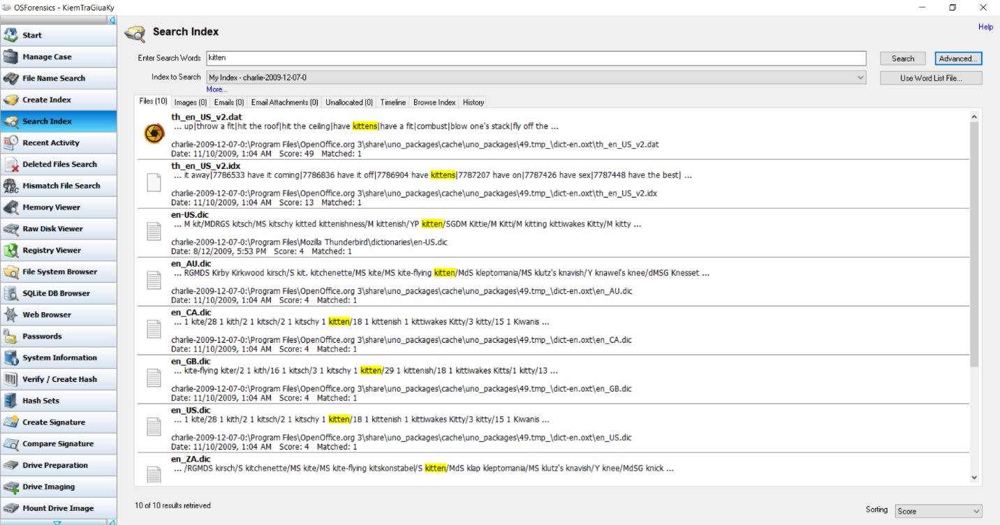 OSForensics - KiemTraGiuaKy
Start
Manage Case
File Name Search
Create Index
Search Index
Recent Activity
Deleted Files Search
Mismatch File Search
Memory Viewer
Raw Disk Viewer
Registry Viewer
File System Browser
SQLite DB Browser
Web Browser
Passwords
System Information
Verify / Create Hash
Hash Sets
Create Signature
Compare Signature
Drive Preparation
Drive Imaging
Mount Drive Image
Search Index
Help
Enter Search Words kitten Search Advanced...
Index to Search My Index - charlie-2009-12-07-0 Use Word List File...
More...
Files (10) Images (0) Emails (0) Email Attachments (0) Unallocated (0) Timeline Browse Index History
th_en_US_v2.dat
... up|throw a fit|hit the roof|hit the ceiling|have kittens|have a fit|combust|blow one's stack|fly off the ...
charlie-2009-12-07-0:\Program Files\OpenOffice.org 3\share\uno_packages\cache\uno_packages\49.tmp_\dict-en.oxt\th_en_US_v2.dat
Date: 11/10/2009, 1:04 AM Score: 49 Matched: 1
th_en_US_v2.idx
... it away|7786533 have it coming|7786836 have it off|7786904 have kittens|7787207 have on|7787426 have sex|7787448 have the best| ...
charlie-2009-12-07-0:\Program Files\OpenOffice.org 3\share\uno_packages\cache\uno_packages\49.tmp_\dict-en.oxt\th_en_US_v2.idx
Date: 11/10/2009, 1:04 AM Score: 13 Matched: 1
en-US.dic
... M kit/MDRGS kitsch/MS kitschy kitted kittenishness/M kittenish/YP kitten/SGDM Kittie/M Kitti/M kitting kittiwakes Kitty/M kitty ...
charlie-2009-12-07-0:\Program Files\Mozilla Thunderbird\dictionaries\en-US.dic
Date: 8/12/2009, 5:53 PM Score: 4 Matched: 1
en_AU.dic
... RGMDS Kirby Kirkwood kirsch/S kit. kitchenette/MS kite/MS kite-flying kitten/MdS kleptomania/MS klutz's knavish/Y knawel's knee/dMSG Knesset ...
charlie-2009-12-07-0:\Program Files\OpenOffice.org 3\share\uno_packages\cache\uno_packages\49.tmp_\dict-en.oxt\en_AU.dic
Date: 11/10/2009, 1:04 AM Score: 4 Matched: 1
en_CA.dic
... 1 kite/28 1 kith/2 1 kitsch/2 1 kitschy 1 kitten/18 1 kittenish 1 kittiwakes Kitty/3 kitty/15 1 Kiwanis ...
charlie-2009-12-07-0:\Program Files\OpenOffice.org 3\share\uno_packages\cache\uno_packages\49.tmp_\dict-en.oxt\en_CA.dic
Date: 11/10/2009, 1:04 AM Score: 4 Matched: 1
en_GB.dic
... kite-flying kiter/2 1 kith/16 1 kitsch/3 1 kitschy 1 kitten/29 1 kittenish/18 1 kittiwakes Kitts/1 kitty/13 ...
charlie-2009-12-07-0:\Program Files\OpenOffice.org 3\share\uno_packages\cache\uno_packages\49.tmp_\dict-en.oxt\en_GB.dic
Date: 11/10/2009, 1:04 AM Score: 4 Matched: 1
en_US.dic
... 1 kite/28 1 kith/2 1 kitsch/2 1 kitschy 1 kitten/18 1 kittenish 1 kittiwakes Kitty/3 kitty/15 1 Kiwanis ...
charlie-2009-12-07-0:\Program Files\OpenOffice.org 3\share\uno_packages\cache\uno_packages\49.tmp_\dict-en.oxt\en_US.dic
Date: 11/10/2009, 1:04 AM Score: 4 Matched: 1
en_ZA.dic
... /RGMDS kirsch/S kitchenette/MS kite/MS kite-flying kitskonstabel/S kitten/MdS klap kleptomania/MS klutz's knavish/Y knee/MdSG knick ...
10 of 10 results retrieved
Sorting Score